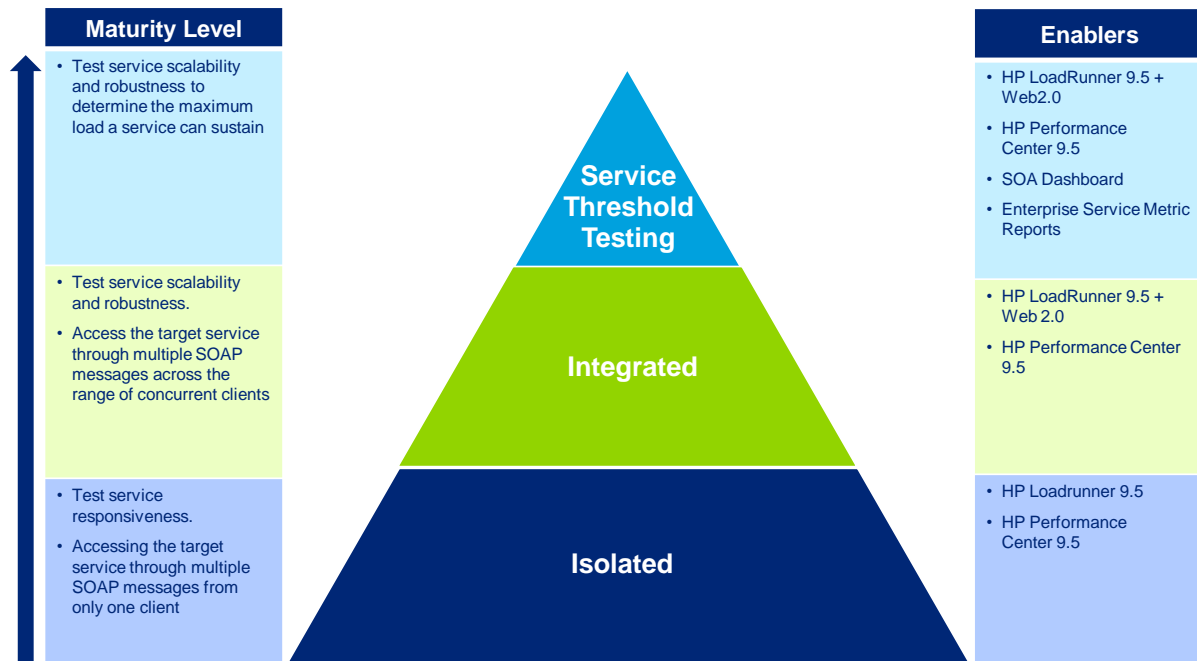 Maturity Level
• Test service scalability
and robustness to
determine the maximum
load a service can sustain
• Test service scalability
and robustness.
• Access the target service
through multiple SOAP
messages across the
range of concurrent clients
• Test service
responsiveness.
• Accessing the target
service through multiple
SOAP messages from
only one client
Service
Threshold
Testing
Integrated
Isolated
Enablers
• HP LoadRunner 9.5 +
Web2.0
• HP Performance
Center 9.5
• SOA Dashboard
• Enterprise Service Metric
Reports
• HP LoadRunner 9.5 +
Web 2.0
• HP Performance Center
9.5
• HP Loadrunner 9.5
• HP Performance
Center 9.5